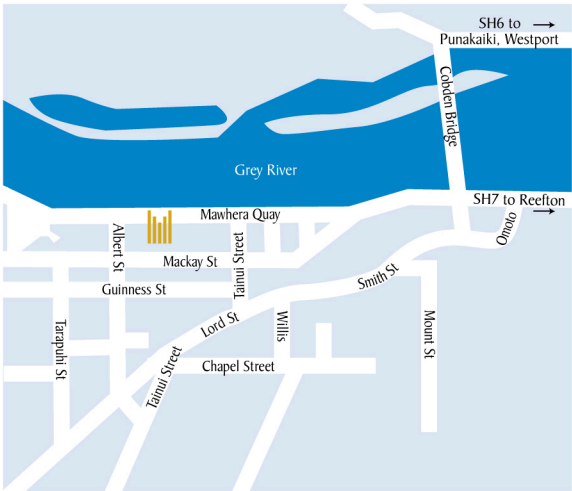 SH6 to
Punakaiki, Westport
Cobden Bridge
Grey River
SH7 to Reefton
Mawhera Quay
Omoto
Albert St
Tainui Street
Mackay St
Smith St
Guinness St
Lord St
Willis
Mount St
Tarapuhi St
Chapel Street
Tainui Street